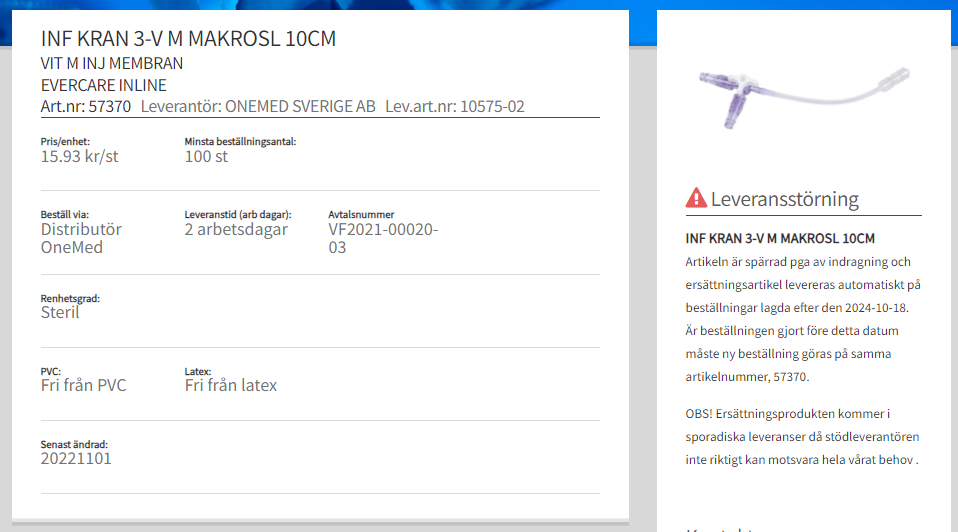 INF KRAN 3-V M MAKROSL 10CM
VIT M INJ MEMBRAN
EVERCARE INLINE
Art.nr: 57370 Leverantör: ONEMED SVERIGE AB Lev.art.nr: 10575-02
Pris/enhet: Minsta beställningsantal:
15.93 kr/st 100 st
Beställ via: Leveranstid (arb dagar): Avtalsnummer
Distributör 2 arbetsdagar VF2021-00020-
OneMed 03
Renhetsgrad:
Steril
PVC: Latex:
Fri från PVC Fri från latex
Senast ändrad:
20221101
Leveransstörning
INF KRAN 3-V M MAKROSL 10CM
Artikeln är spärrad pga av indragning och
ersättningsartikel levereras automatiskt på
beställningar lagda efter den 2024-10-18.
Är beställningen gjort före detta datum
måste ny beställning göras på samma
artikelnummer, 57370.
OBS! Ersättningsprodukten kommer i
sporadiska leveranser då stödleverantören
inte riktigt kan motsvara hela vårat behov .